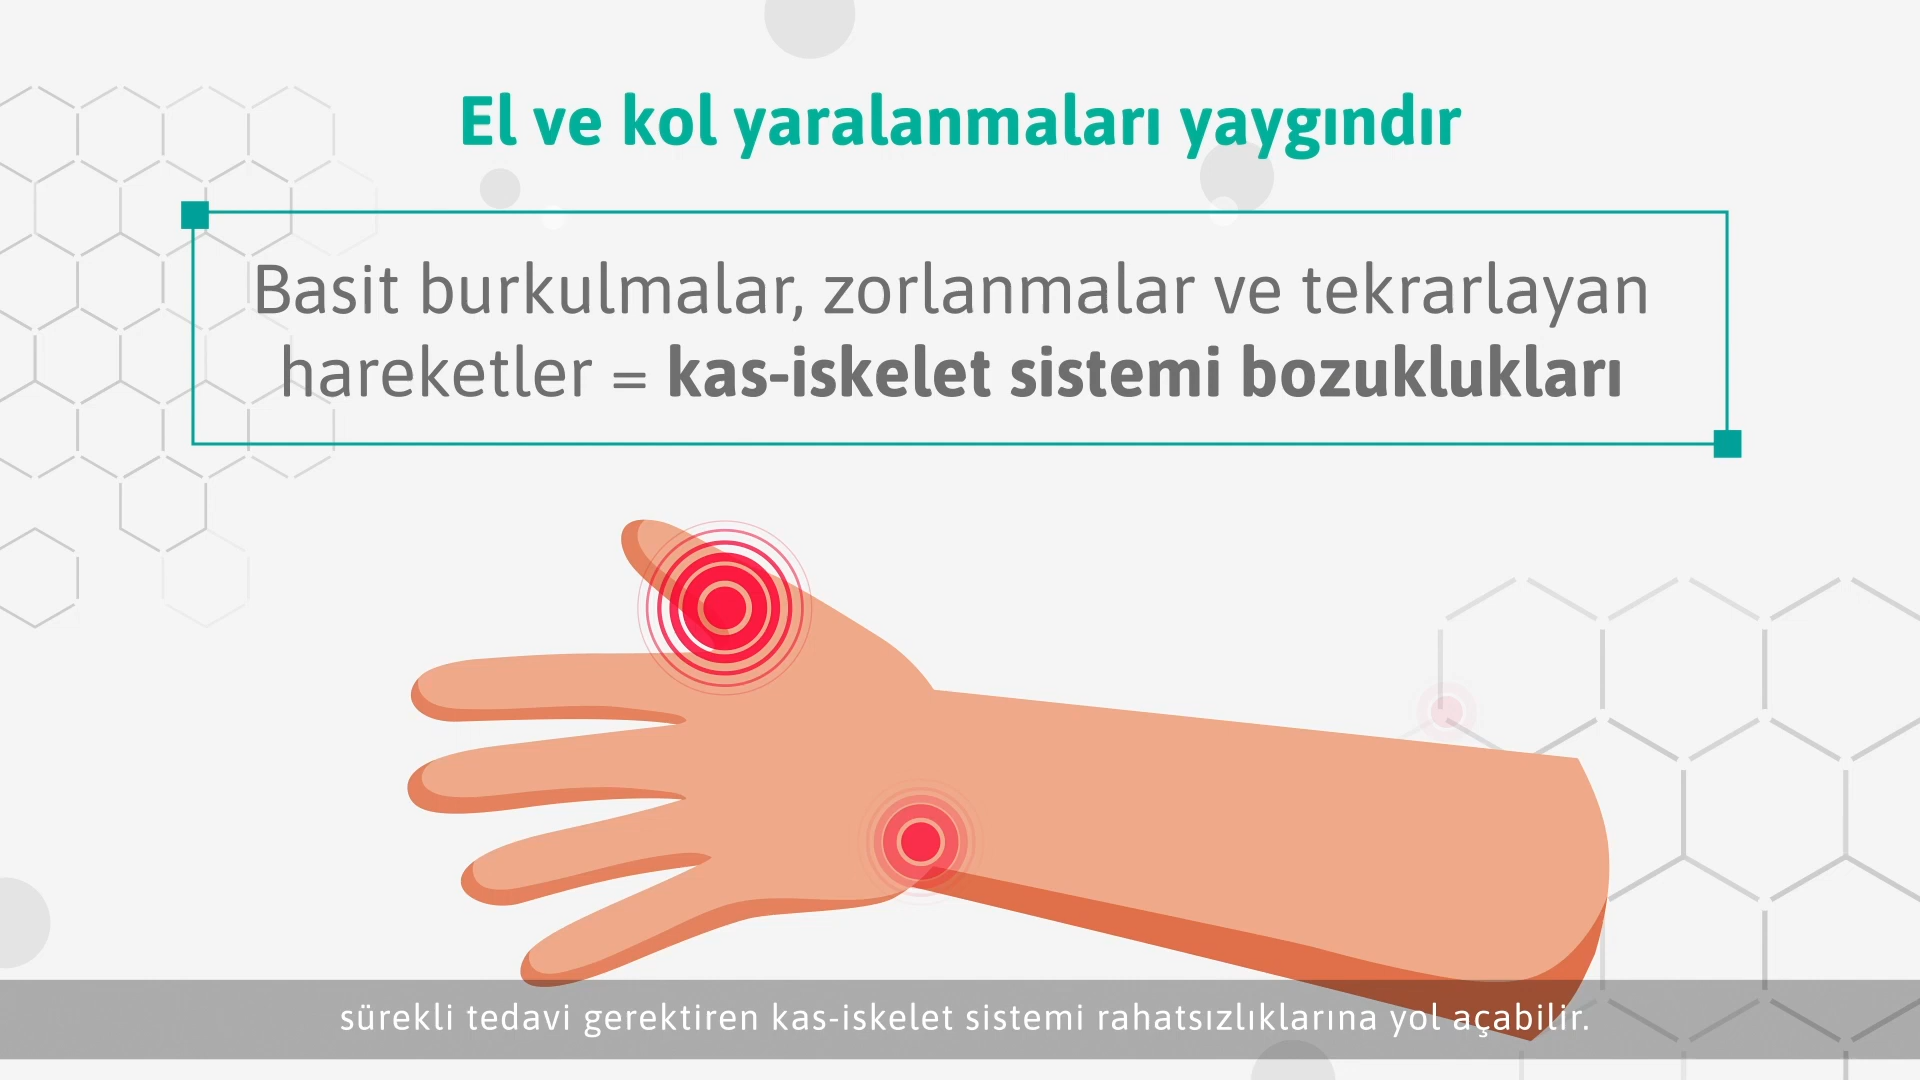 El ve kol yaralanmaları yaygındır
Basit burkulmalar, zorlanmalar ve tekrarlayan
hareketler = kas-iskelet sistemi bozuklukları
sürekli tedavi gerektiren kas-iskelet sistemi rahatsızlıklarına yol açabilir.